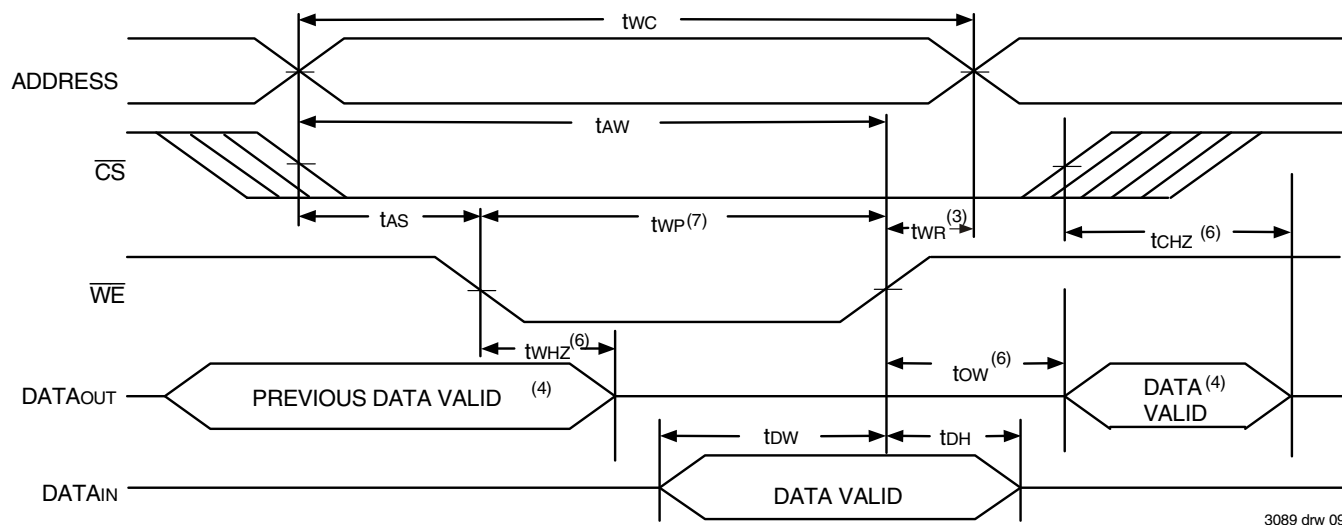 tWC
ADDRESS
tAW
CS
tAS
tWP(7)
tWR(3)
tCHZ (6)
WE
tWHZ(6)
tOW (6)
DATAOUT
PREVIOUS DATA VALID (4)
DATA (4)
VALID
tDW
tDH
DATAIN
DATA VALID
3089 drw 09